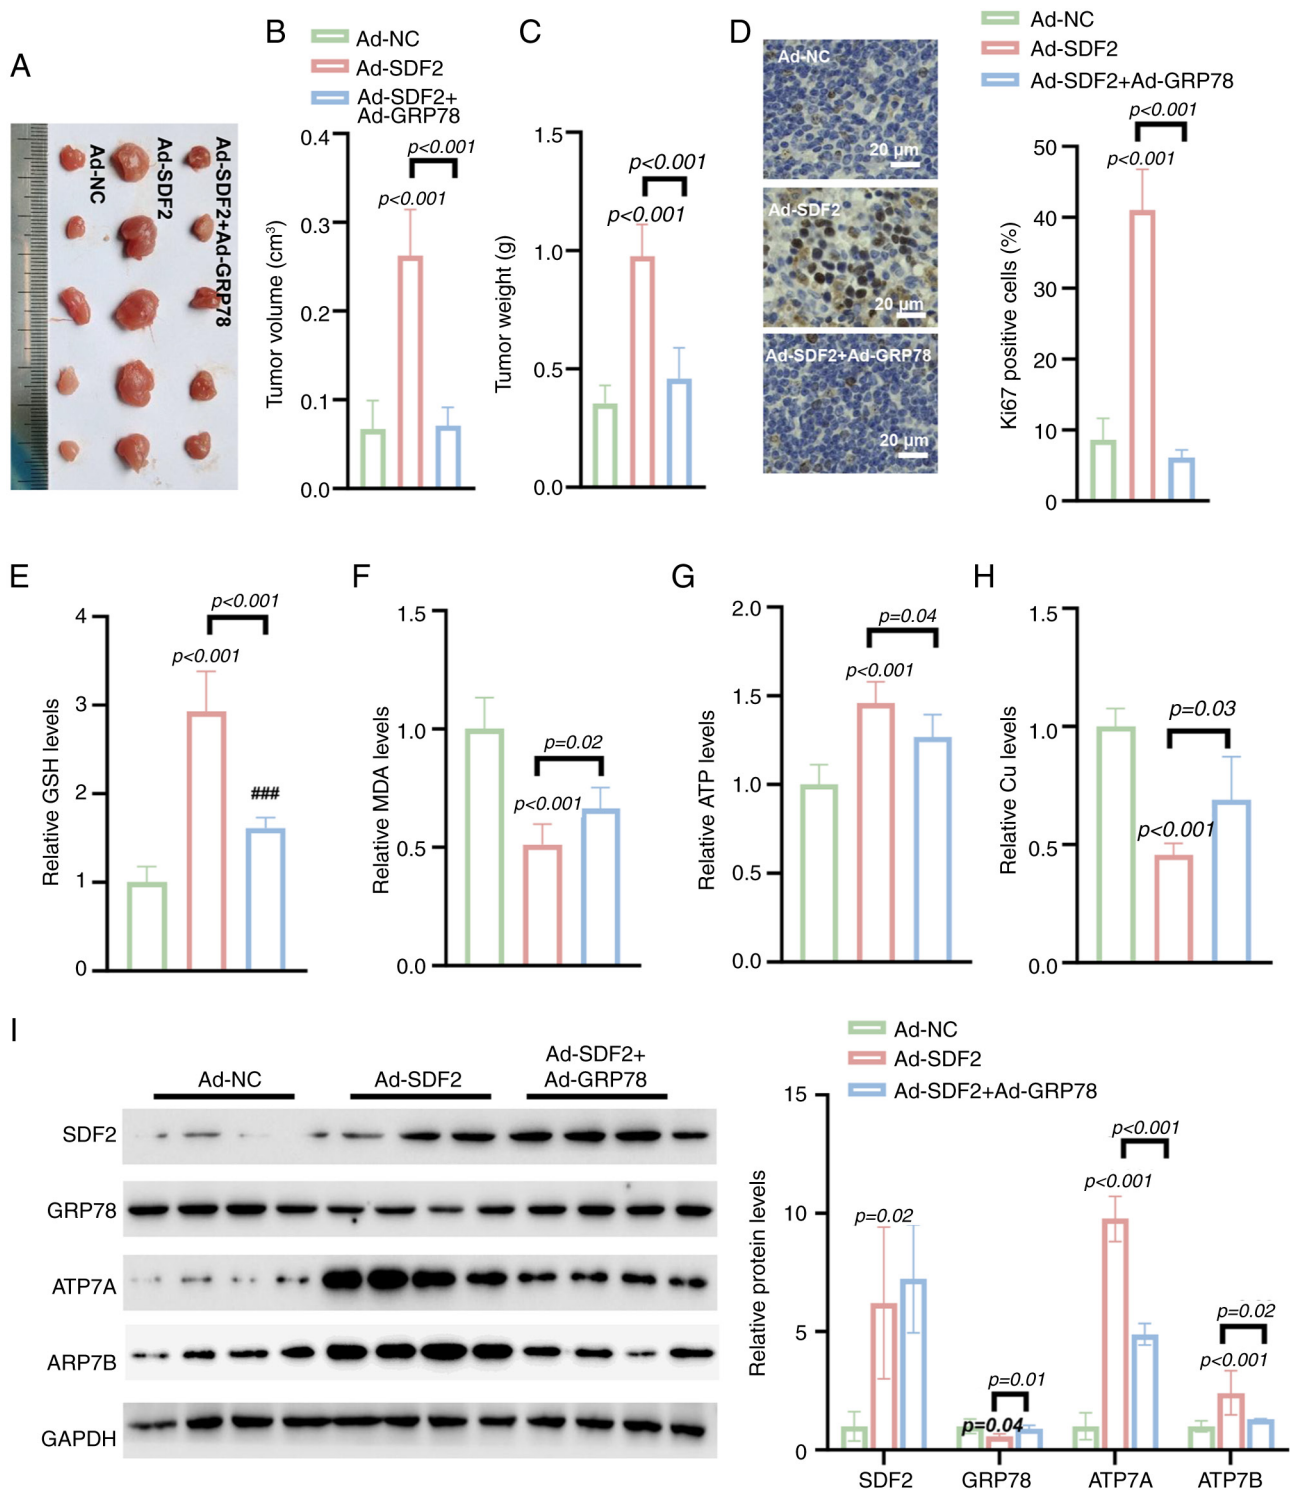 A
Ad-NC
Ad-SDF2
Ad-SDF2+Ad-GRP78
B
Ad-NC
Ad-SDF2
Ad-SDF2+
Ad-GRP78
Tumor volume (cm³)
0.4
0.3
0.2
0.1
0.0
p<0.001
p<0.001
C
Tumor weight (g)
1.5
1.0
0.5
0.0
p<0.001
p<0.001
D
Ad-NC
20 µm
Ad-SDF2
20 µm
Ad-SDF2+Ad-GRP78
20 µm
Ad-NC
Ad-SDF2
Ad-SDF2+Ad-GRP78
Ki67 positive cells (%)
50
40
30
20
10
0
p<0.001
p<0.001
E
Relative GSH levels
4
3
2
1
0
p<0.001
p<0.001
###
F
Relative MDA levels
1.5
1.0
0.5
0.0
p=0.02
p<0.001
G
Relative ATP levels
2.0
1.5
1.0
0.5
0.0
p=0.04
p<0.001
H
Relative Cu levels
1.5
1.0
0.5
0.0
p=0.03
p<0.001
I
Ad-NC
Ad-SDF2
Ad-SDF2+
Ad-GRP78
SDF2
GRP78
ATP7A
ARP7B
GAPDH
Ad-NC
Ad-SDF2
Ad-SDF2+Ad-GRP78
Relative protein levels
15
10
5
0
p=0.02
p=0.01
p=0.04
p<0.001
p<0.001
p=0.02
p<0.001
SDF2
GRP78
ATP7A
ATP7B